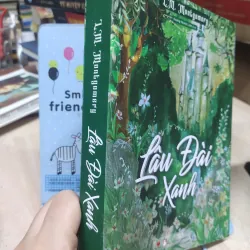 L.M. Montgomery
Lâu Đài Xanh
L.M. Montgomery
Lâu Đài
Xanh
Sm
friend